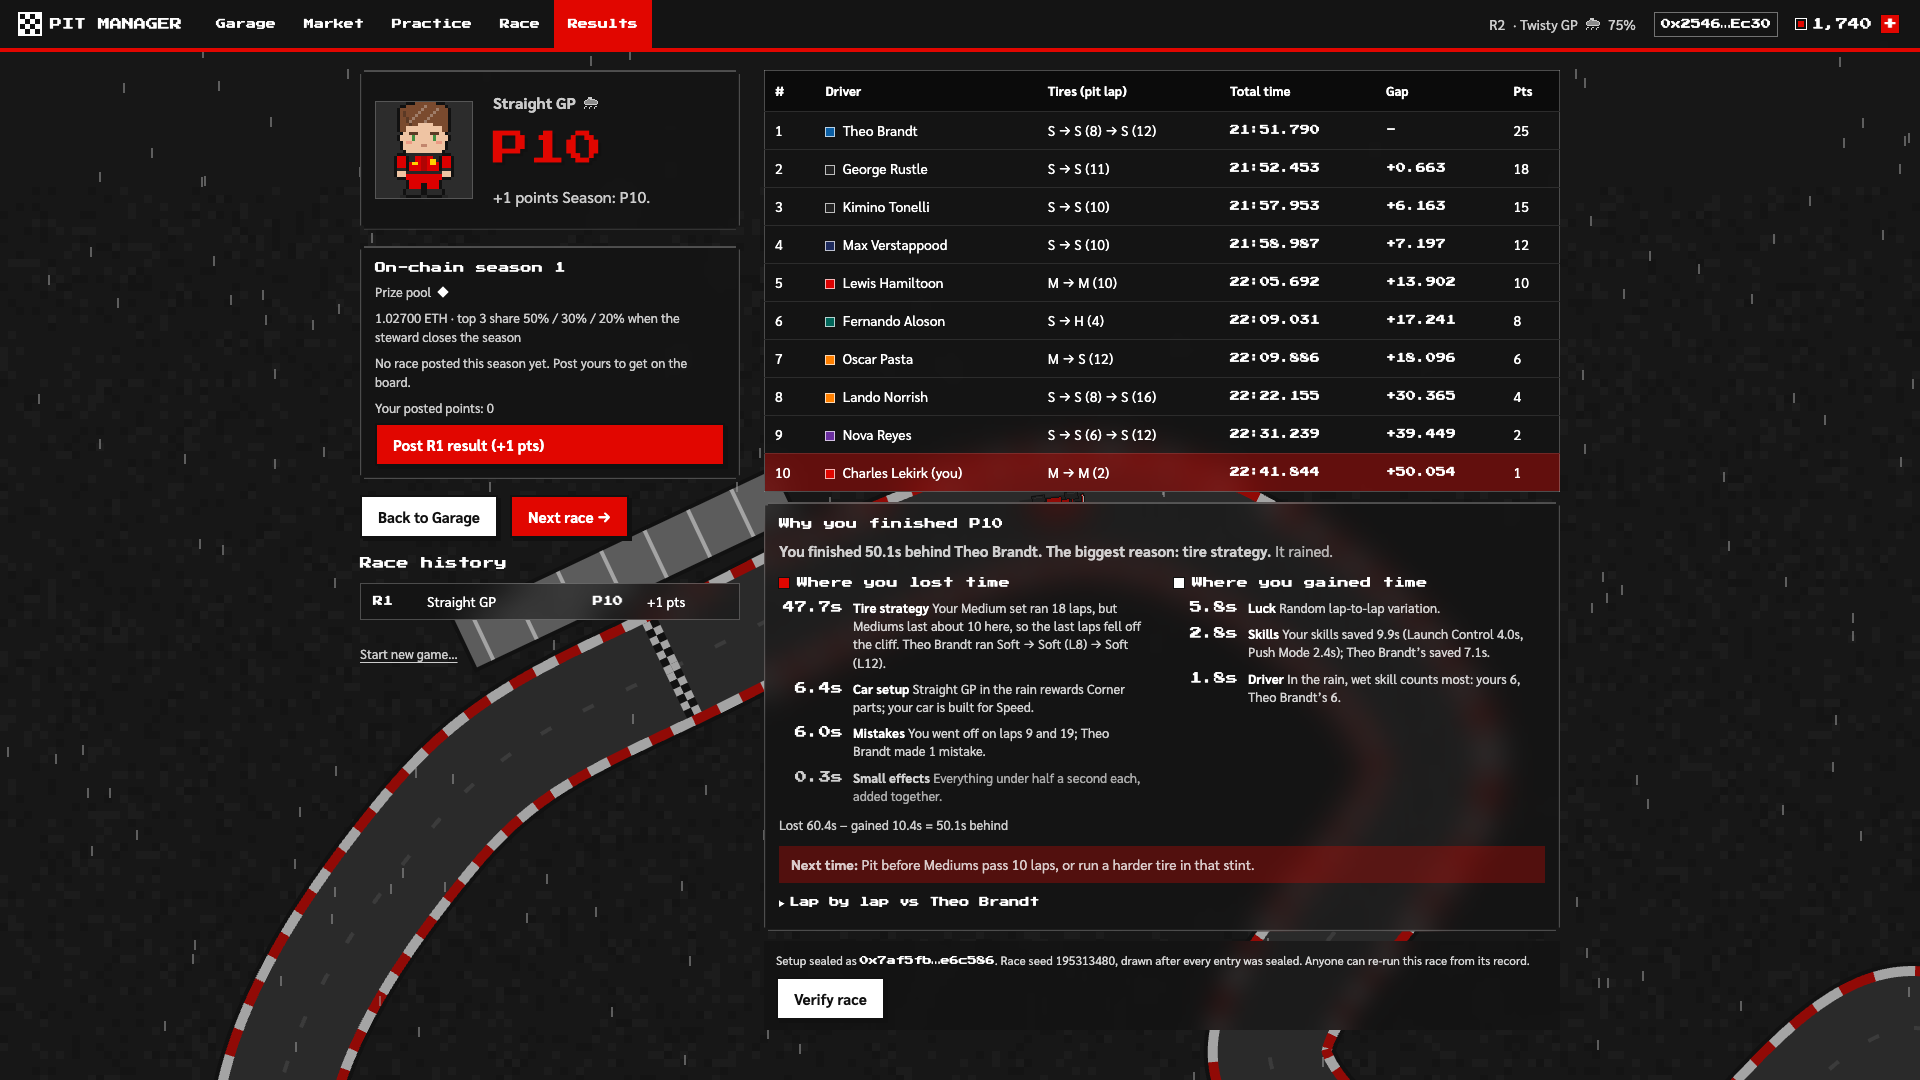 PIT MANAGER Garage Market Practice Race Results R2 · Twisty GP 75% 0x2546…Ec30 1,740 +
Straight GP
P10
+1 points Season: P10.
On-chain season 1
Prize pool
1.02700 ETH · top 3 share 50% / 30% / 20% when the
steward closes the season
No race posted this season yet. Post yours to get on the
board.
Your posted points: 0
Post R1 result (+1 pts)
Back to Garage Next race →
Race history
R1 Straight GP P10 +1 pts
Start new game…
# Driver Tires (pit lap) Total time Gap Pts
1 Theo Brandt S → S (8) → S (12) 21:51.790 – 25
2 George Rustle S → S (11) 21:52.453 +0.663 18
3 Kimino Tonelli S → S (10) 21:57.953 +6.163 15
4 Max Verstappood S → S (10) 21:58.987 +7.197 12
5 Lewis Hamiltoon M → M (10) 22:05.692 +13.902 10
6 Fernando Aloson S → H (4) 22:09.031 +17.241 8
7 Oscar Pasta M → S (12) 22:09.886 +18.096 6
8 Lando Norrish S → S (8) → S (16) 22:22.155 +30.365 4
9 Nova Reyes S → S (6) → S (12) 22:31.239 +39.449 2
10 Charles Lekirk (you) M → M (2) 22:41.844 +50.054 1
Why you finished P10
You finished 50.1s behind Theo Brandt. The biggest reason: tire strategy. It rained.
Where you lost time
47.7s Tire strategy Your Medium set ran 18 laps, but
Mediums last about 10 here, so the last laps fell off
the cliff. Theo Brandt ran Soft → Soft (L8) → Soft
(L12).
6.4s Car setup Straight GP in the rain rewards Corner
parts; your car is built for Speed.
6.0s Mistakes You went off on laps 9 and 19; Theo
Brandt made 1 mistake.
0.3s Small effects Everything under half a second each,
added together.
Where you gained time
5.8s Luck Random lap-to-lap variation.
2.8s Skills Your skills saved 9.9s (Launch Control 4.0s,
Push Mode 2.4s); Theo Brandt’s saved 7.1s.
1.8s Driver In the rain, wet skill counts most: yours 6,
Theo Brandt’s 6.
Lost 60.4s – gained 10.4s = 50.1s behind
Next time: Pit before Mediums pass 10 laps, or run a harder tire in that stint.
Lap by lap vs Theo Brandt
Setup sealed as 0x7af5fb…e6c586. Race seed 195313480, drawn after every entry was sealed. Anyone can re-run this race from its record.
Verify race